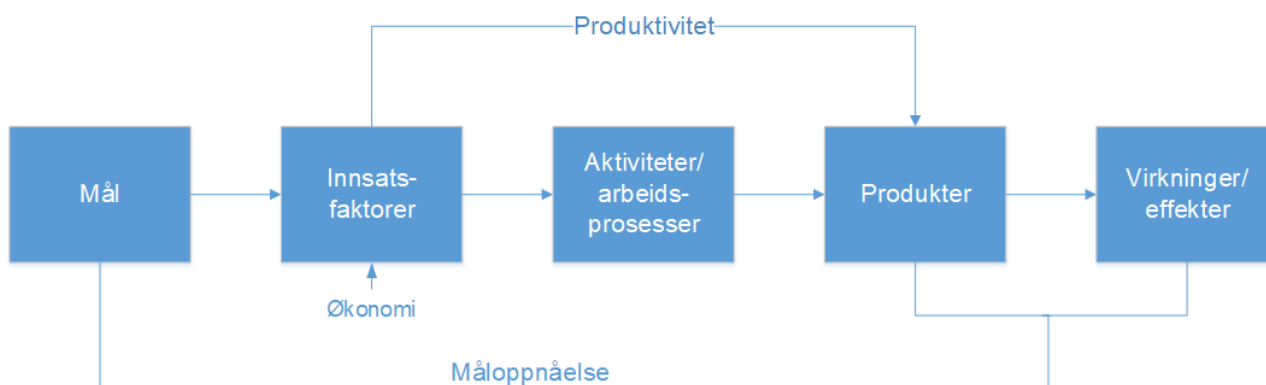 Produktivitet
Mål
Innsats-
faktorer
Aktiviteter/
arbeids-
prosesser
Produkter
Virkninger/
effekter
Økonomi
Måloppnåelse